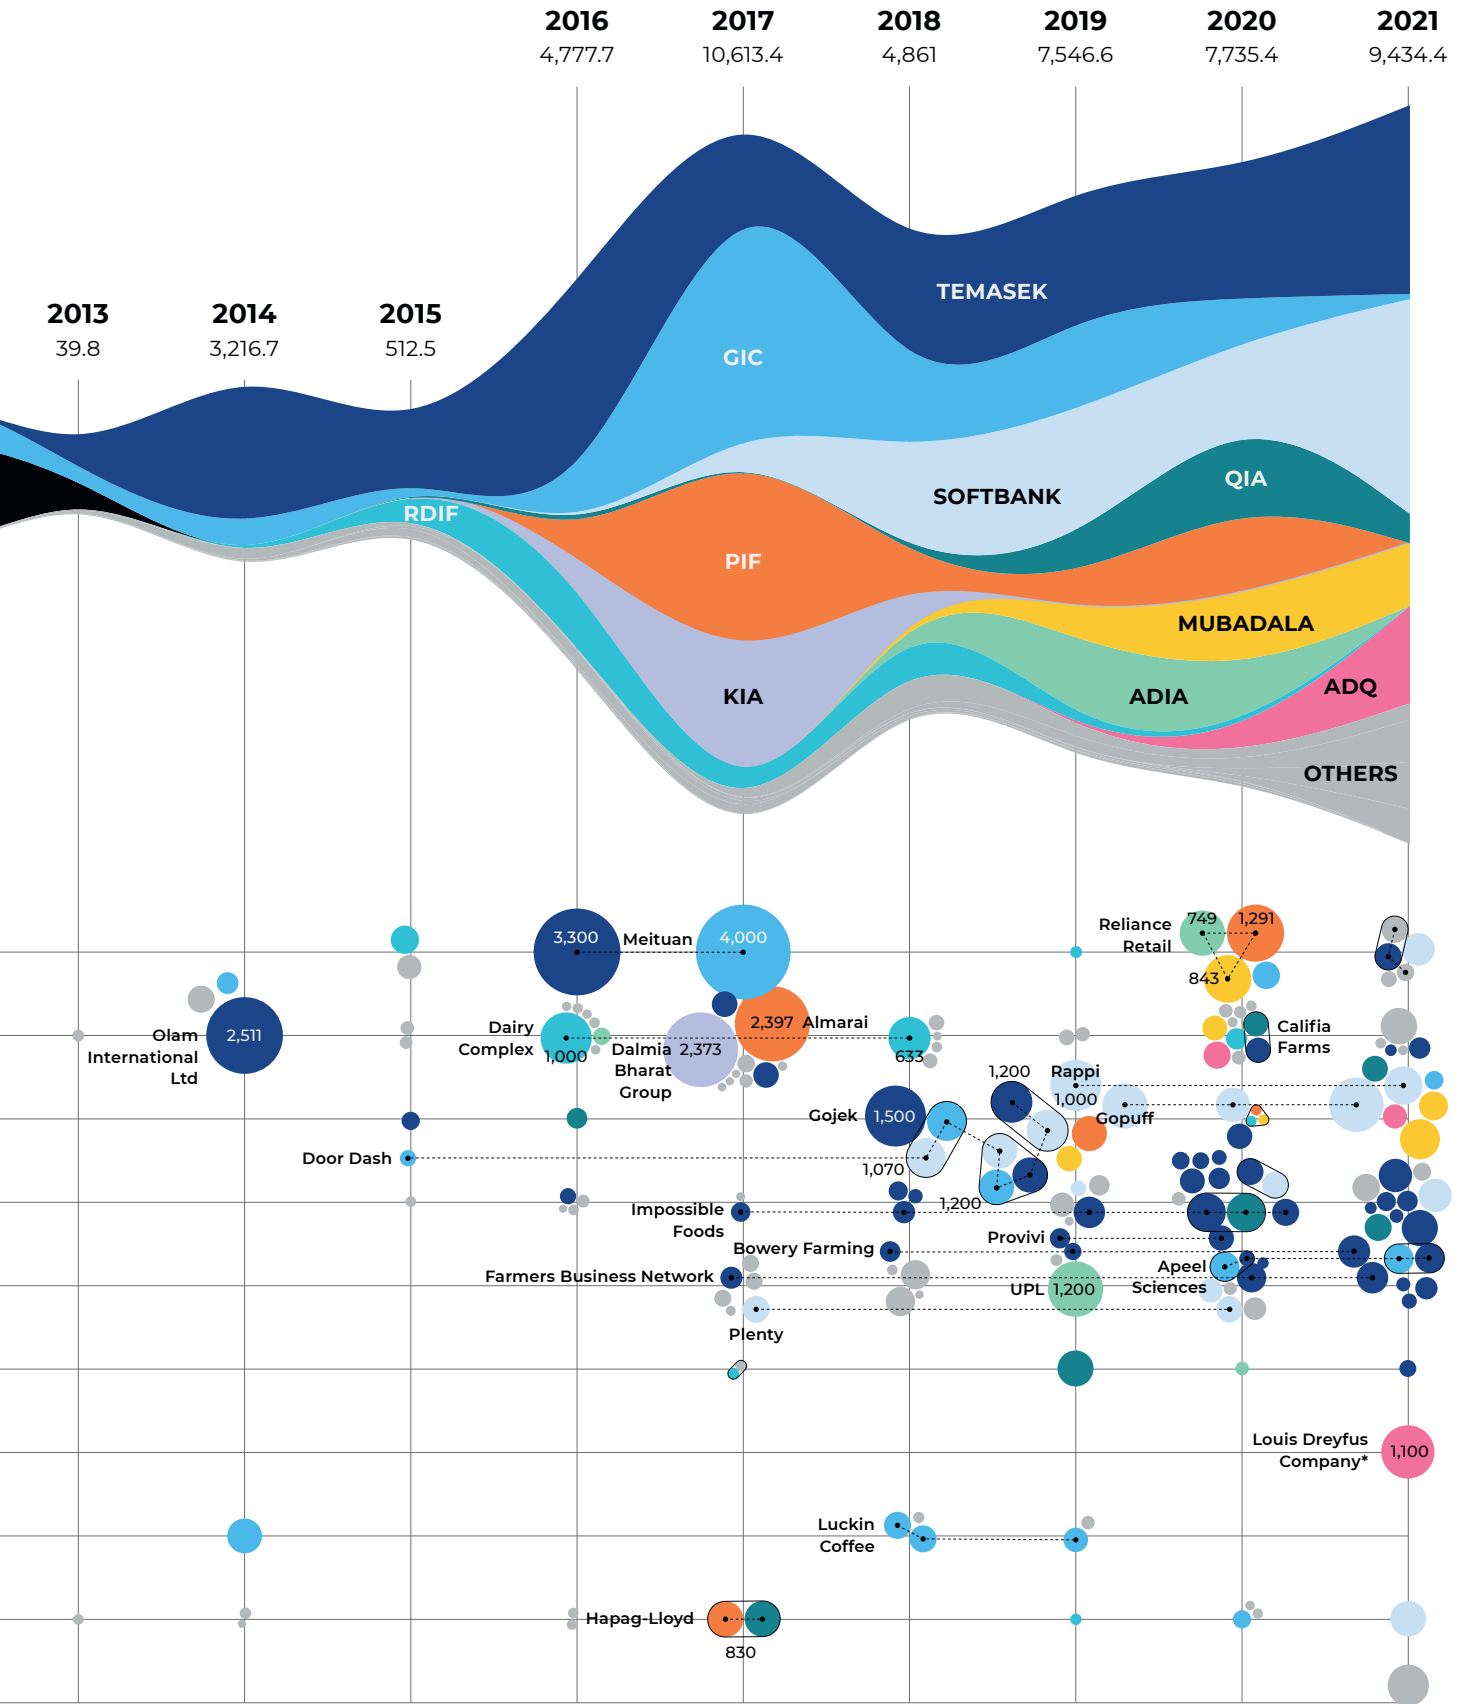 2016
2017
2018
2019
2020
2021
4,777.7
10,613.4
4,861
7,546.6
7,735.4
9,434.4
2013
2014
2015
39.8
3,216.7
512.5
TEMASEK
GIC
QIA
SOFTBANK
RDIF
PIF
MUBADALA
ADQ
KIA
ADIA
OTHERS
3,300
Meituan
4,000
Reliance
Retail
749
1,291
843
Olam
International
Ltd
2,511
Dairy
Complex
1,000
Dalmia
Bharat
Group
2,373
2,397
Almarai
633
Califia
Farms
1,200
Rappi
1,000
Gopuff
Gojek
1,500
Door Dash
1,070
1,200
Impossible
Foods
Provivi
Bowery Farming
Apeel
Sciences
Farmers Business Network
UPL
1,200
Plenty
Louis Dreyfus
Company*
1,100
Luckin
Coffee
Hapag-Lloyd
830